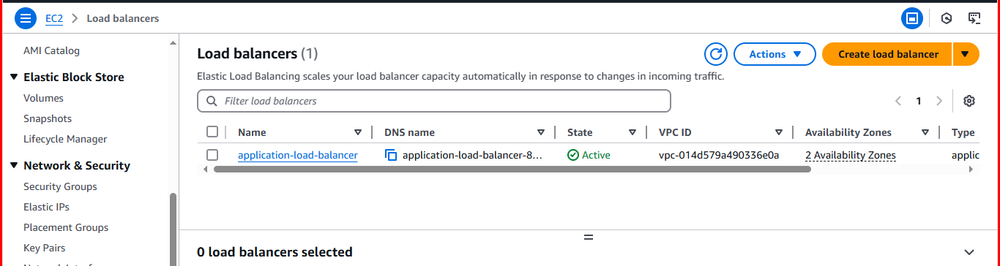 EC2 > Load balancers
AMI Catalog
Elastic Block Store
Volumes
Snapshots
Lifecycle Manager
Network & Security
Security Groups
Elastic IPs
Placement Groups
Key Pairs
Load balancers (1)
Actions
Create load balancer
Elastic Load Balancing scales your load balancer capacity automatically in response to changes in incoming traffic.
Filter load balancers
1
Name DNS name State VPC ID Availability Zones Type
application-load-balancer application-load-balancer-8... Active vpc-014d579a490336e0a 2 Availability Zones applic
0 load balancers selected